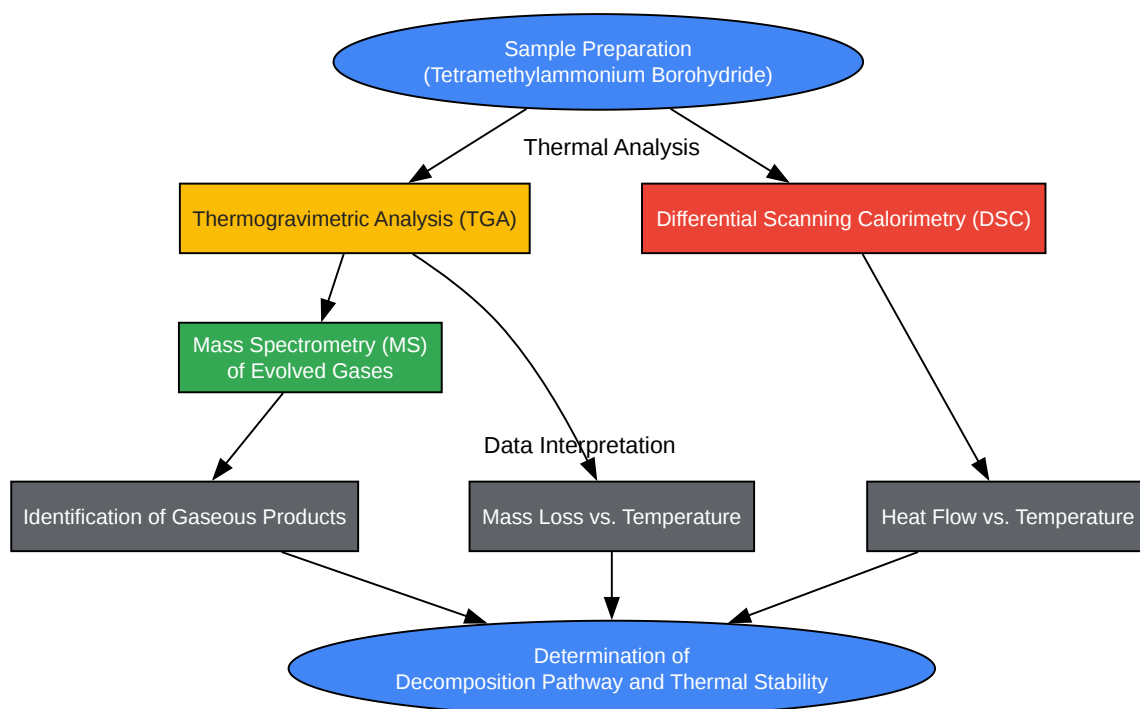 Sample Preparation
(Tetramethylammonium Borohydride)
Thermal Analysis
Thermogravimetric Analysis (TGA)
Differential Scanning Calorimetry (DSC)
Mass Spectrometry (MS)
of Evolved Gases
Data Interpretation
Identification of Gaseous Products
Mass Loss vs. Temperature
Heat Flow vs. Temperature
Determination of
Decomposition Pathway and Thermal Stability